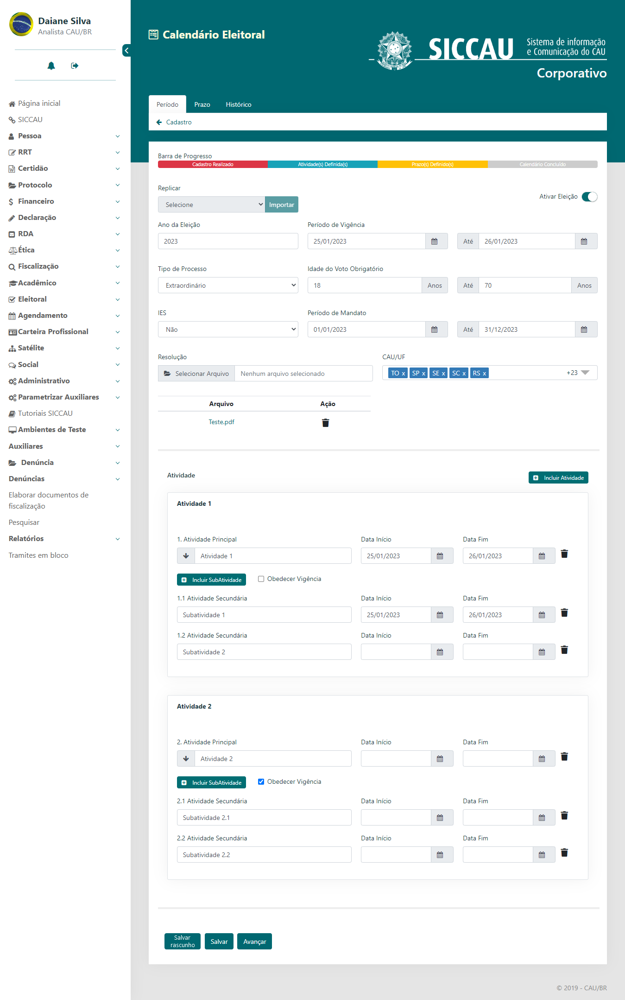 Daiane Silva
Analista CAU/BR
Página inicial
SICCAU
Pessoa
RRT
Certidão
Protocolo
Financeiro
Declaração
RDA
Ética
Fiscalização
Acadêmico
Eleitoral
Agendamento
Carteira Profissional
Satélite
Social
Administrativo
Parametrizar Auxiliares
Tutoriais SICCAU
Ambientes de Teste
Auxiliares
Denúncia
Denúncias
Elaborar documentos de
fiscalização
Pesquisar
Relatórios
Tramites em bloco
Calendário Eleitoral
SICCAU Sistema de informação
e Comunicação do CAU
Corporativo
Período Prazo Histórico
Cadastro
Barra de Progresso
Cadastro Realizado Atividade(s) Definida(s) Prazo(s) Definido(s) Calendário Concluído
Replicar
Ativar Eleição
Selecione Importar
Ano da Eleição Período de Vigência
2023 25/01/2023 Até 26/01/2023
Tipo de Processo Idade do Voto Obrigatório
Extraordinário 18 Anos Até 70 Anos
IES Período de Mandato
Não 01/01/2023 Até 31/12/2023
Resolução CAU/UF
Selecionar Arquivo Nenhum arquivo selecionado TO x SP x SE x SC x RS x +23
Arquivo Ação
Teste.pdf
Atividade Incluir Atividade
Atividade 1
1. Atividade Principal Data Início Data Fim
Atividade 1 25/01/2023 26/01/2023
Incluir SubAtividade Obedecer Vigência
1.1 Atividade Secundária Data Início Data Fim
Subatividade 1 25/01/2023 26/01/2023
1.2 Atividade Secundária Data Início Data Fim
Subatividade 2
Atividade 2
2. Atividade Principal Data Início Data Fim
Atividade 2
Incluir SubAtividade Obedecer Vigência
2.1 Atividade Secundária Data Início Data Fim
Subatividade 2.1
2.2 Atividade Secundária Data Início Data Fim
Subatividade 2.2
Salvar
rascunho Salvar Avançar
© 2019 - CAU/BR